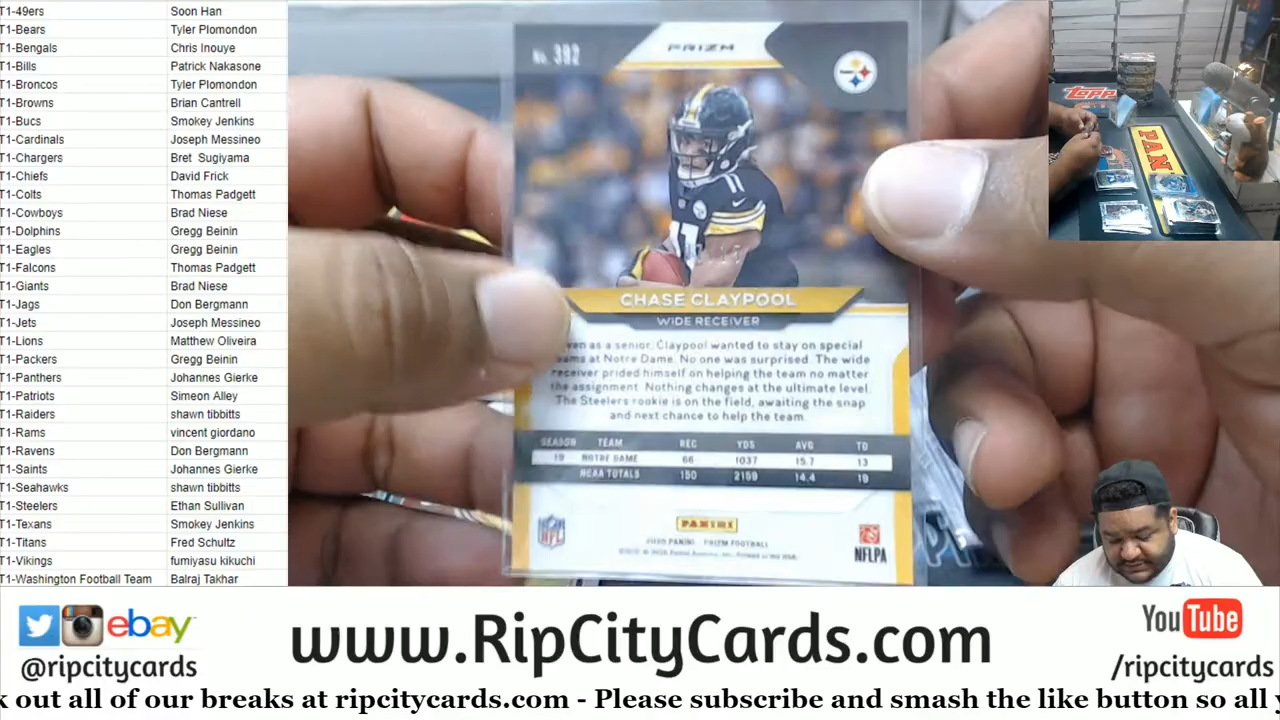 T1-49ers Soon Han
T1-Bears Tyler Plomondon
T1-Bengals Chris Inouye
T1-Bills Patrick Nakasone
T1-Broncos Tyler Plomondon
T1-Browns Brian Cantrell
T1-Bucs Smokey Jenkins
T1-Cardinals Joseph Messineo
T1-Chargers Bret Sugiyama
T1-Chiefs David Frick
T1-Colts Thomas Padgett
T1-Cowboys Brad Niese
T1-Dolphins Gregg Beinin
T1-Eagles Gregg Beinin
T1-Falcons Thomas Padgett
T1-Giants Brad Niese
T1-Jags Don Bergmann
T1-Jets Joseph Messineo
T1-Lions Matthew Oliveira
T1-Packers Gregg Beinin
T1-Panthers Johannes Gierke
T1-Patriots Simeon Alley
T1-Raiders shawn tibbitts
T1-Rams vincent giordano
T1-Ravens Don Bergmann
T1-Saints Johannes Gierke
T1-Seahawks shawn tibbitts
T1-Steelers Ethan Sullivan
T1-Texans Smokey Jenkins
T1-Titans Fred Schultz
T1-Vikings fumiyasu kikuchi
T1-Washington Football Team Balraj Takhar
No. 392
PRIZM
11
CHASE CLAYPOOL
WIDE RECEIVER
as a senior, Claypool wanted to stay on special
at Notre Dame. No one was surprised. The wide
receiver prided himself on helping the team no matter
the assignment. Nothing changes at the ultimate level.
The Steelers rookie is on the field, awaiting the snap
and next chance to help the team.
SEASON TEAM REC YDS AVG TD
19 NOTRE DAME 66 1037 15.7 13
NCAA TOTALS 150 2159 14.4 19
NFL
PANINI
2020 PANINI - PRIZM FOOTBALL
NFLPA
TOPP
PANI
ebay
@ripcitycards
www.RipCityCards.com
YouTube
/ripcitycards
k out all of our breaks at ripcitycards.com - Please subscribe and smash the like button so all y